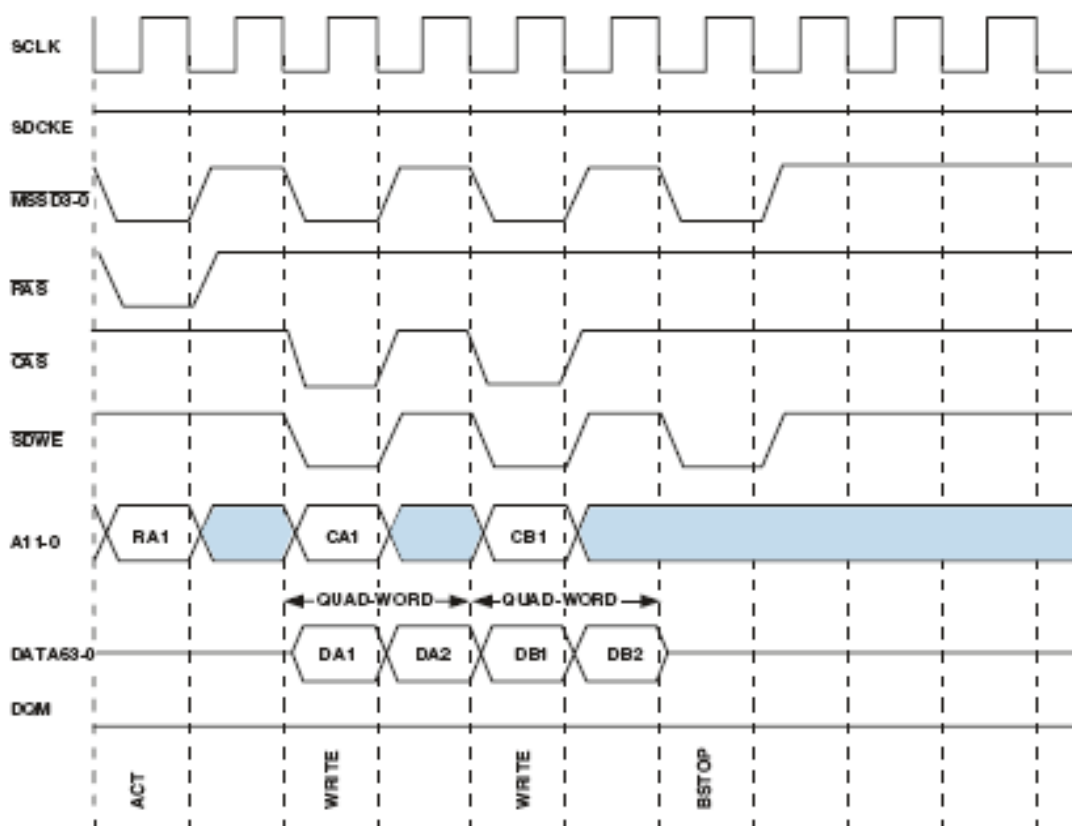 SCLK
SDCKE
MSSD3-0
RAS
CAS
SDWE
A11-0
RA1
CA1
CB1
QUAD-WORD
QUAD-WORD
DATA63-0
DA1
DA2
DB1
DB2
DQM
ACT
WRITE
WRITE
BSTOP